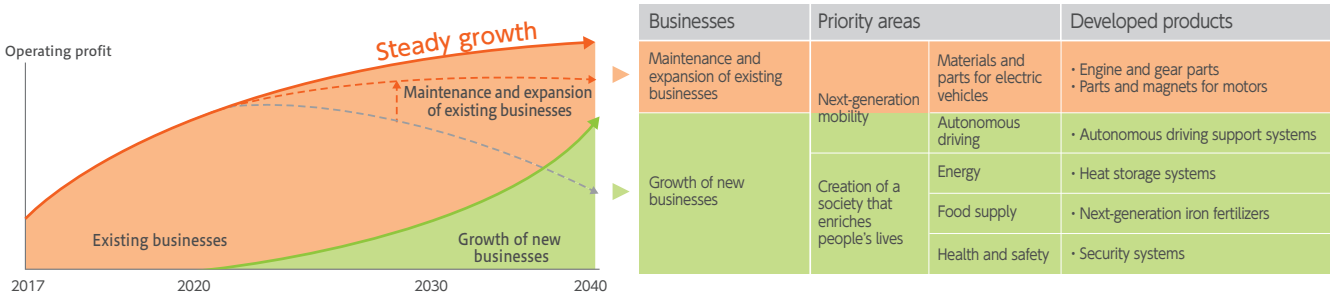 Operating profit
Steady growth
Maintenance and expansion
of existing businesses
Existing businesses
Growth of new
businesses
2017
2020
2030
2040
Businesses
Priority areas
Developed products
Maintenance and
expansion of existing
businesses
Next-generation
mobility
Materials and
parts for electric
vehicles
・Engine and gear parts
・Parts and magnets for motors
Growth of new
businesses
Autonomous
driving
・Autonomous driving support systems
Creation of a
society that
enriches
people's lives
Energy
・Heat storage systems
Food supply
・Next-generation iron fertilizers
Health and safety
・Security systems